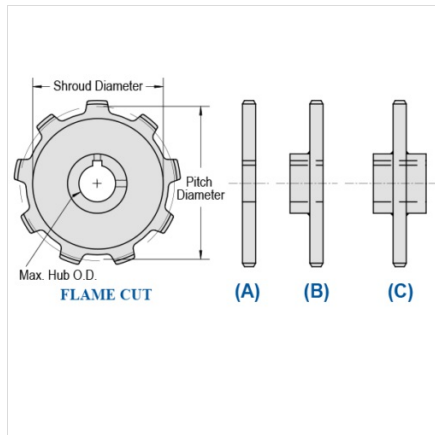 Shroud Diameter
Pitch
Diameter
Max. Hub O.D.
FLAME CUT
(A)
(B)
(C)